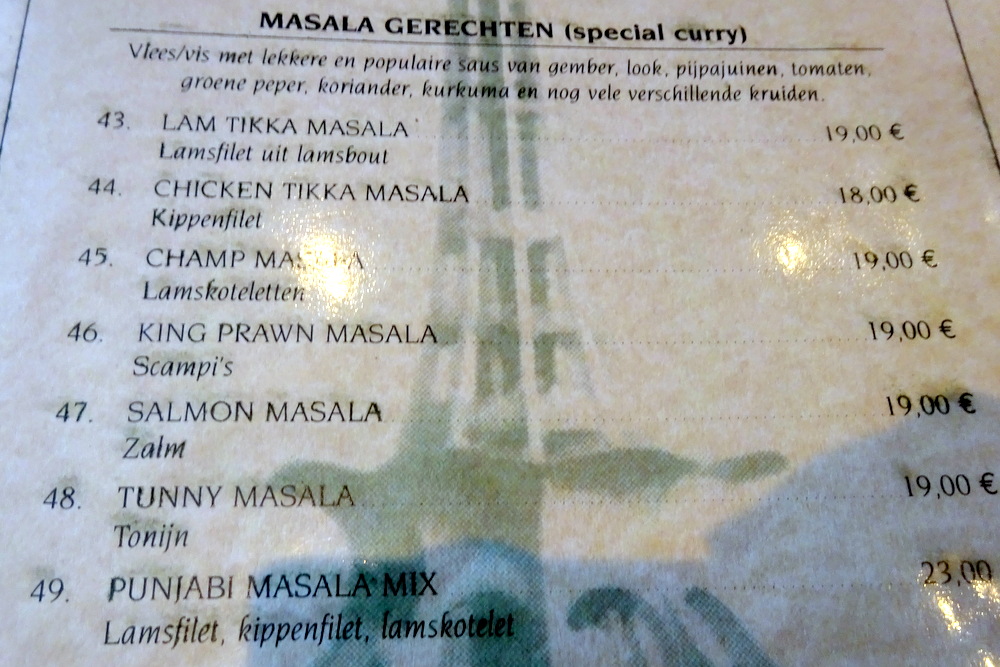 MASALA GERECHTEN (special curry)
Vlees/vis met lekkere en populaire saus van gember, look, pijpajuinen, tomaten,
groene peper, koriander, kurkuma en nog vele verschillende kruiden.
43. LAM TIKKA MASALA 19,00 €
Lamsfilet uit lamsbout
44. CHICKEN TIKKA MASALA 18,00 €
Kippenfilet
45. CHAMP MASALA 19,00 €
Lamskoteletten
46. KING PRAWN MASALA 19,00 €
Scampi's
47. SALMON MASALA 19,00 €
Zalm
48. TUNNY MASALA 19,00 €
Tonijn
49. PUNJABI MASALA MIX 23,00
Lamsfilet, kippenfilet, lamskotelet